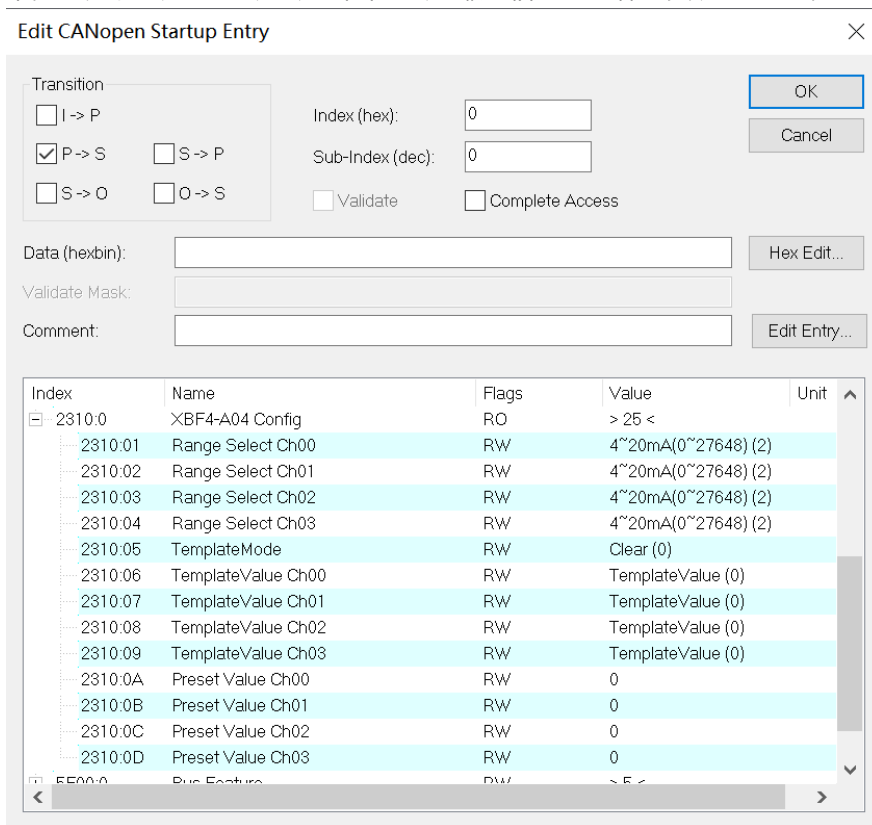 Edit CANopen Startup Entry
Transition
I -> P
P -> S
S -> P
S -> O
O -> S
Index (hex):
0
Sub-Index (dec):
0
Validate
Complete Access
OK
Cancel
Data (hexbin):
Hex Edit...
Validate Mask:
Comment:
Edit Entry...
Index Name Flags Value Unit
2310:0 XBF4-A04 Config RO > 25 <
2310:01 Range Select Ch00 RW 4~20mA(0~27648) (2)
2310:02 Range Select Ch01 RW 4~20mA(0~27648) (2)
2310:03 Range Select Ch02 RW 4~20mA(0~27648) (2)
2310:04 Range Select Ch03 RW 4~20mA(0~27648) (2)
2310:05 TemplateMode RW Clear (0)
2310:06 TemplateValue Ch00 RW TemplateValue (0)
2310:07 TemplateValue Ch01 RW TemplateValue (0)
2310:08 TemplateValue Ch02 RW TemplateValue (0)
2310:09 TemplateValue Ch03 RW TemplateValue (0)
2310:0A Preset Value Ch00 RW 0
2310:0B Preset Value Ch01 RW 0
2310:0C Preset Value Ch02 RW 0
2310:0D Preset Value Ch03 RW 0
5F00:0 Bus Feature RW > 5 <